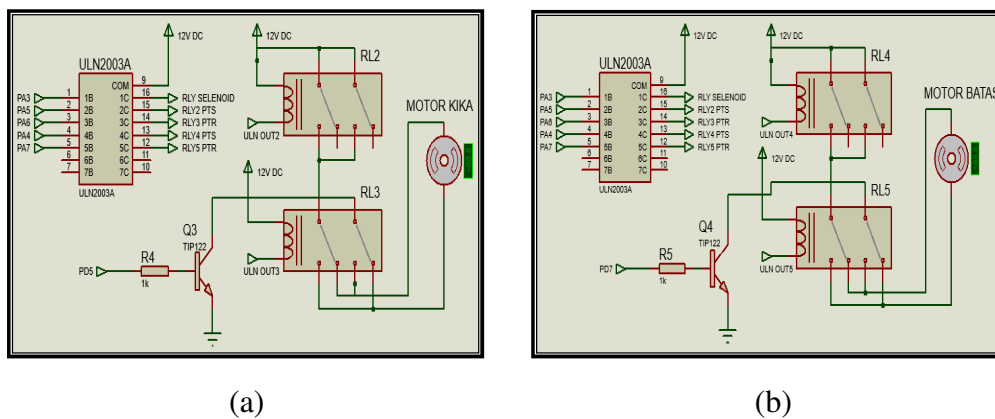 12V DC
12V DC
RL2
ULN2003A
COM
9
PA3
1
1B
1C
16
RLY SELENOID
PA5
2
2B
2C
15
RLY2 PTS
PA6
3
3B
3C
14
RLY3 PTR
PA4
4
4B
4C
13
RLY4 PTS
PA7
5
5B
5C
12
RLY5 PTR
6
6B
6C
11
7
7B
7C
10
ULN2003A
MOTOR KIKA
ULN OUT2
12V DC
RL3
Q3
TIP122
R4
PD5
1k
ULN OUT3
(a)
12V DC
12V DC
RL4
ULN2003A
COM
9
PA3
1
1B
1C
16
RLY SELENOID
PA5
2
2B
2C
15
RLY2 PTS
PA6
3
3B
3C
14
RLY3 PTR
PA4
4
4B
4C
13
RLY4 PTS
PA7
5
5B
5C
12
RLY5 PTR
6
6B
6C
11
7
7B
7C
10
ULN2003A
MOTOR BATAS
ULN OUT4
12V DC
RL5
Q4
TIP122
R5
PD7
1k
ULN OUT5
(b)